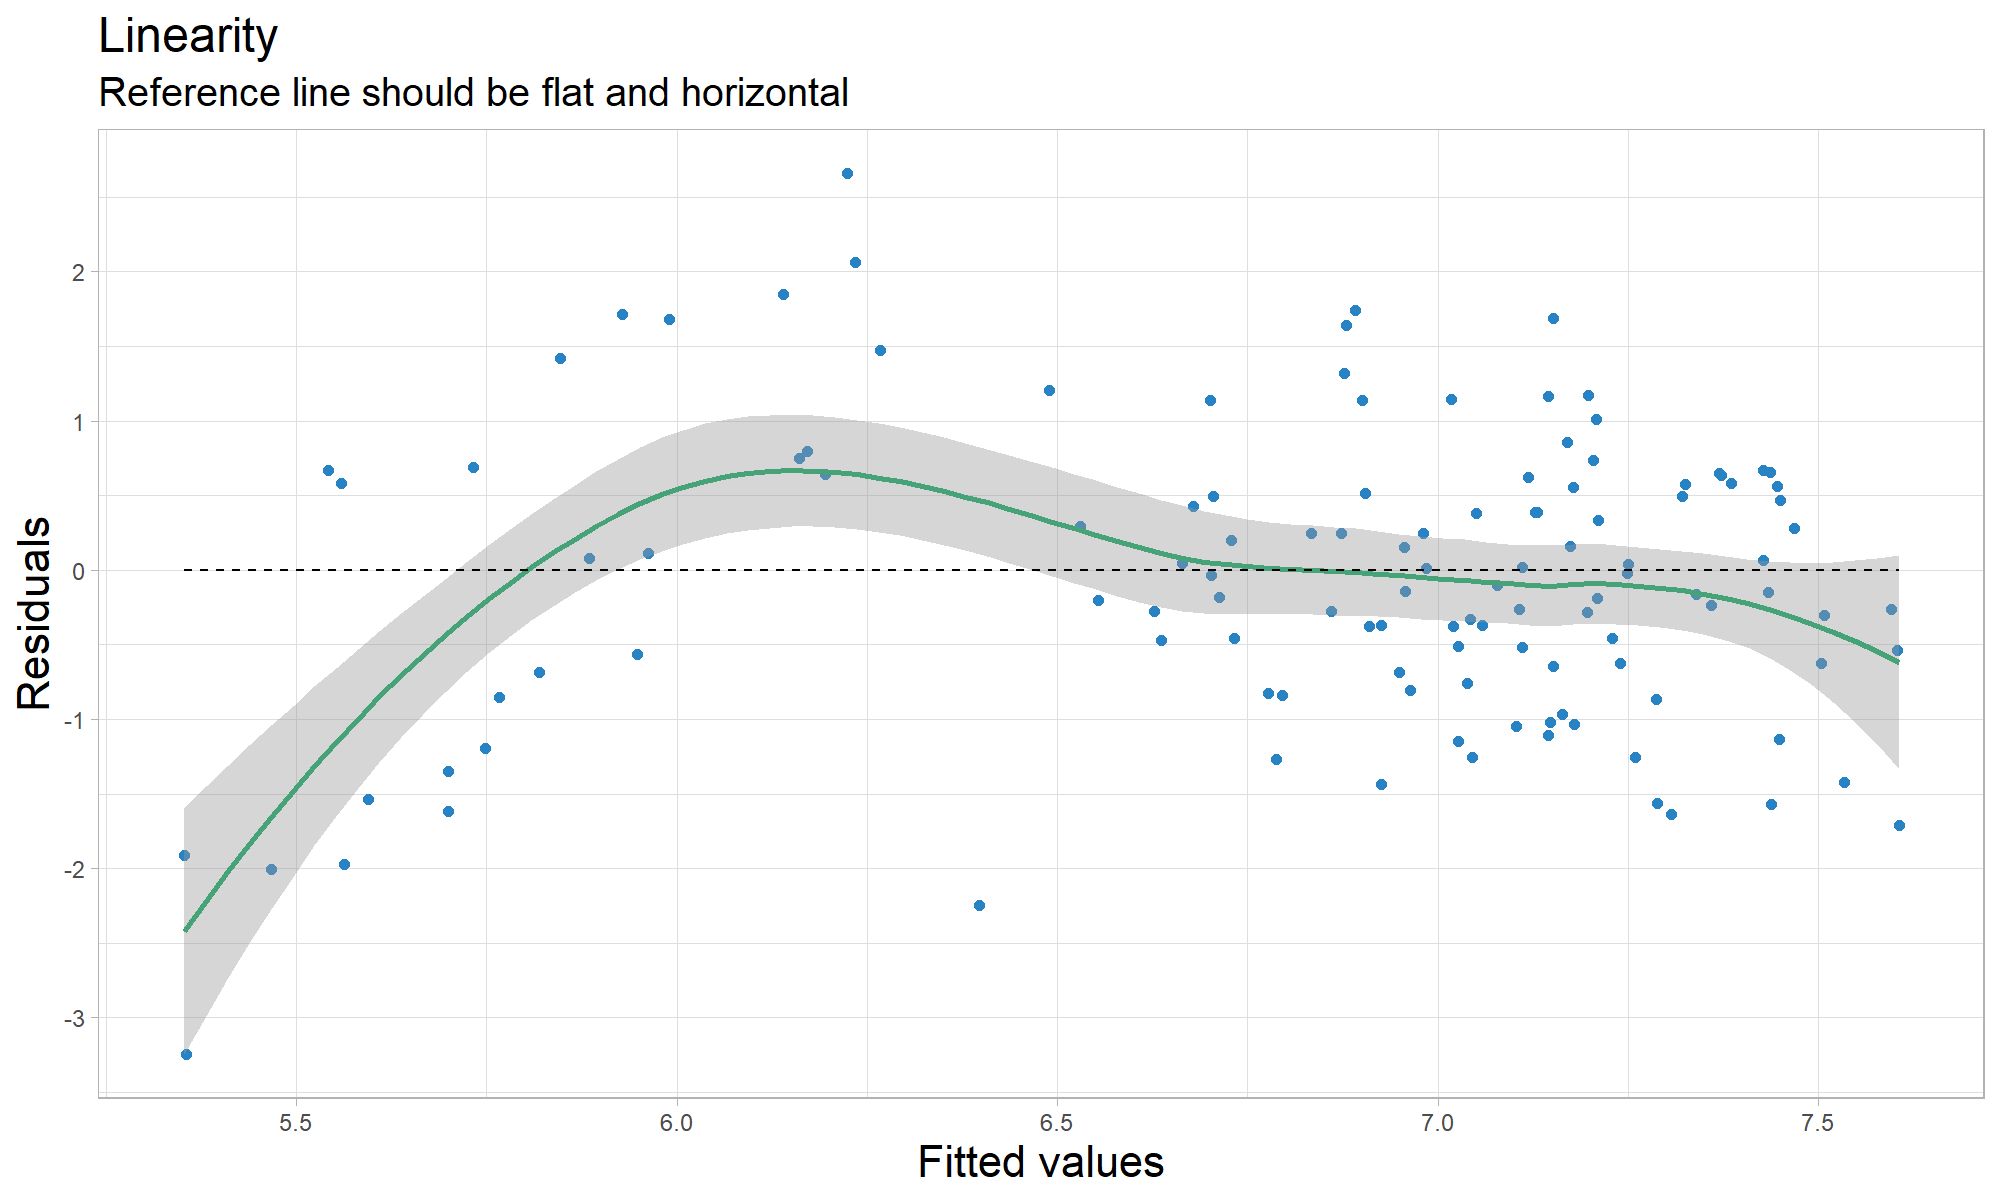 Linearity
Reference line should be flat and horizontal
Residuals
2
1
0
-1
-2
-3
5.5 6.0 6.5 7.0 7.5
Fitted values